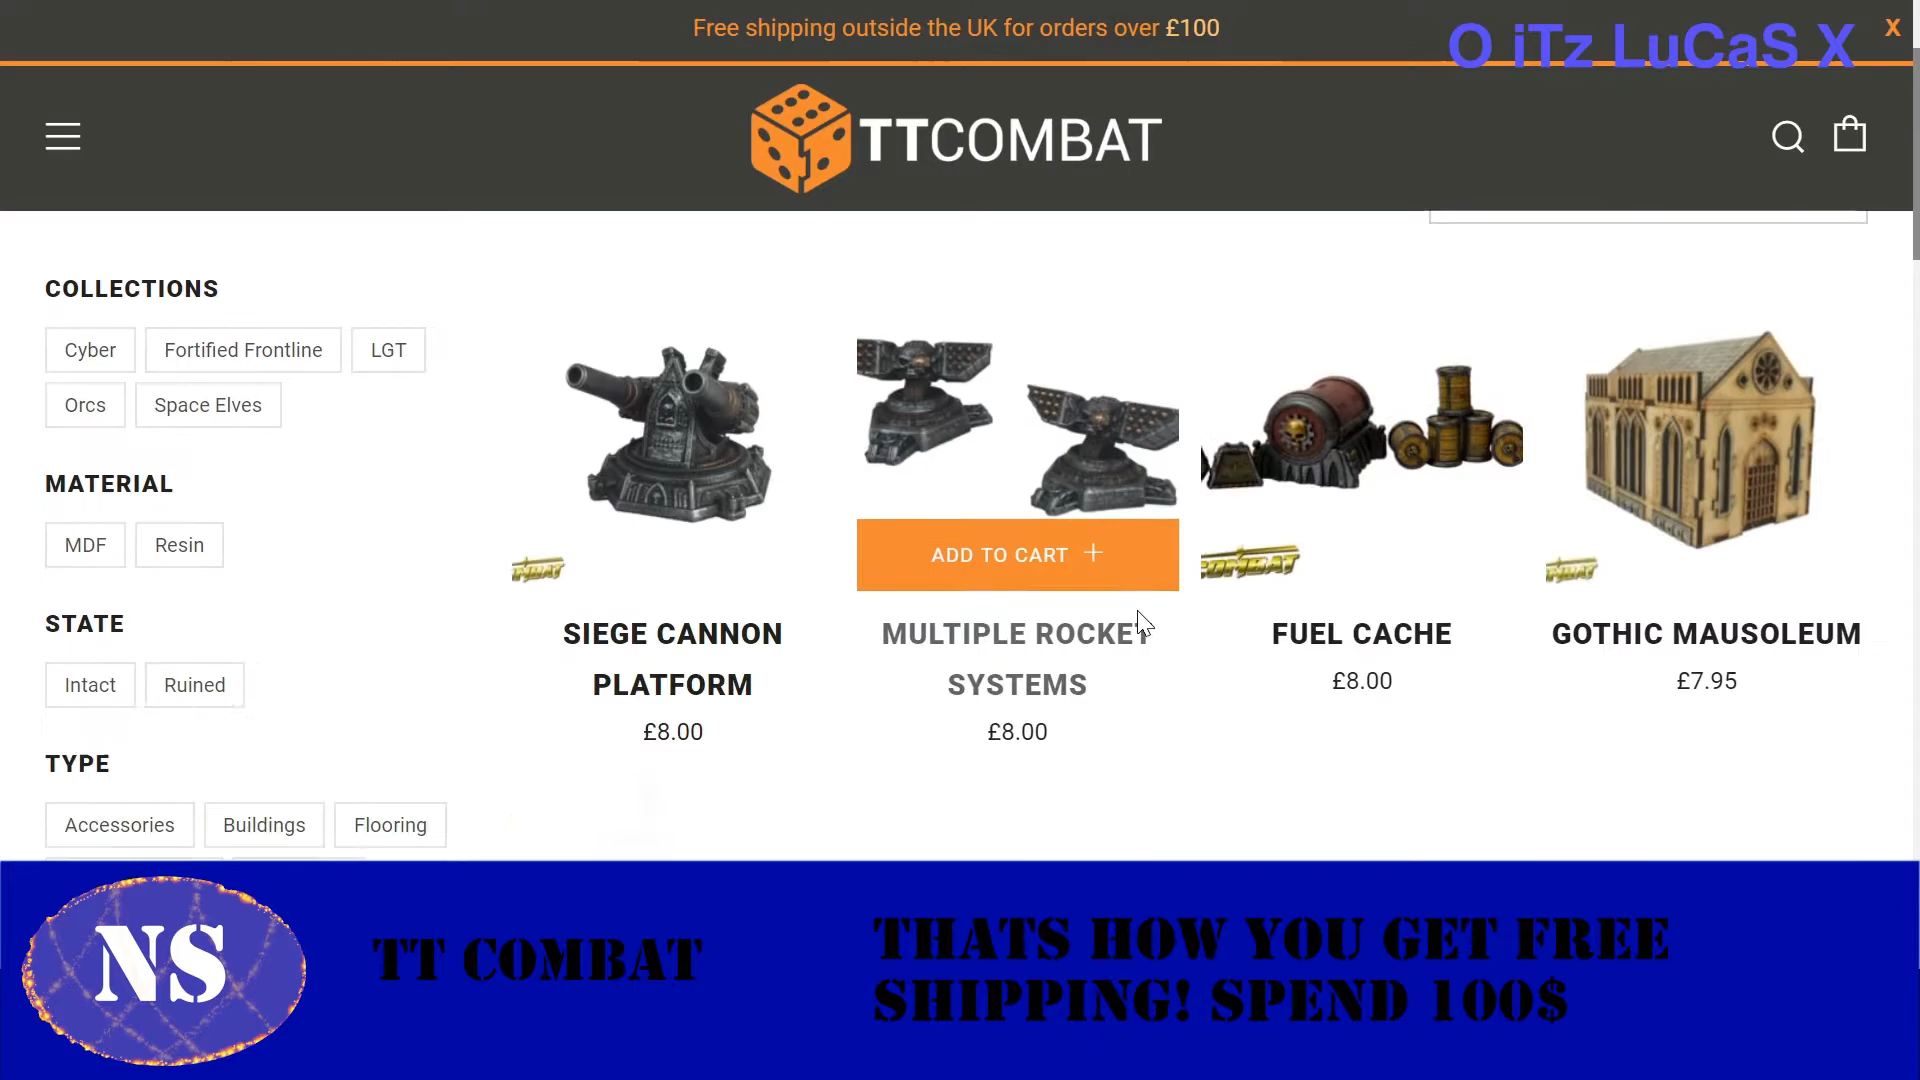 Free shipping outside the UK for orders over £100
O iTz LuCaS X
X
TTCOMBAT
COLLECTIONS
Cyber
Fortified Frontline
LGT
Orcs
Space Elves
MATERIAL
MDF
Resin
STATE
Intact
Ruined
TYPE
Accessories
Buildings
Flooring
ADD TO CART +
COMBAT
SIEGE CANNON
PLATFORM
£8.00
MULTIPLE ROCKET
SYSTEMS
£8.00
FUEL CACHE
£8.00
GOTHIC MAUSOLEUM
£7.95
NS
TT COMBAT
THATS HOW YOU GET FREE
SHIPPING! SPEND 100$